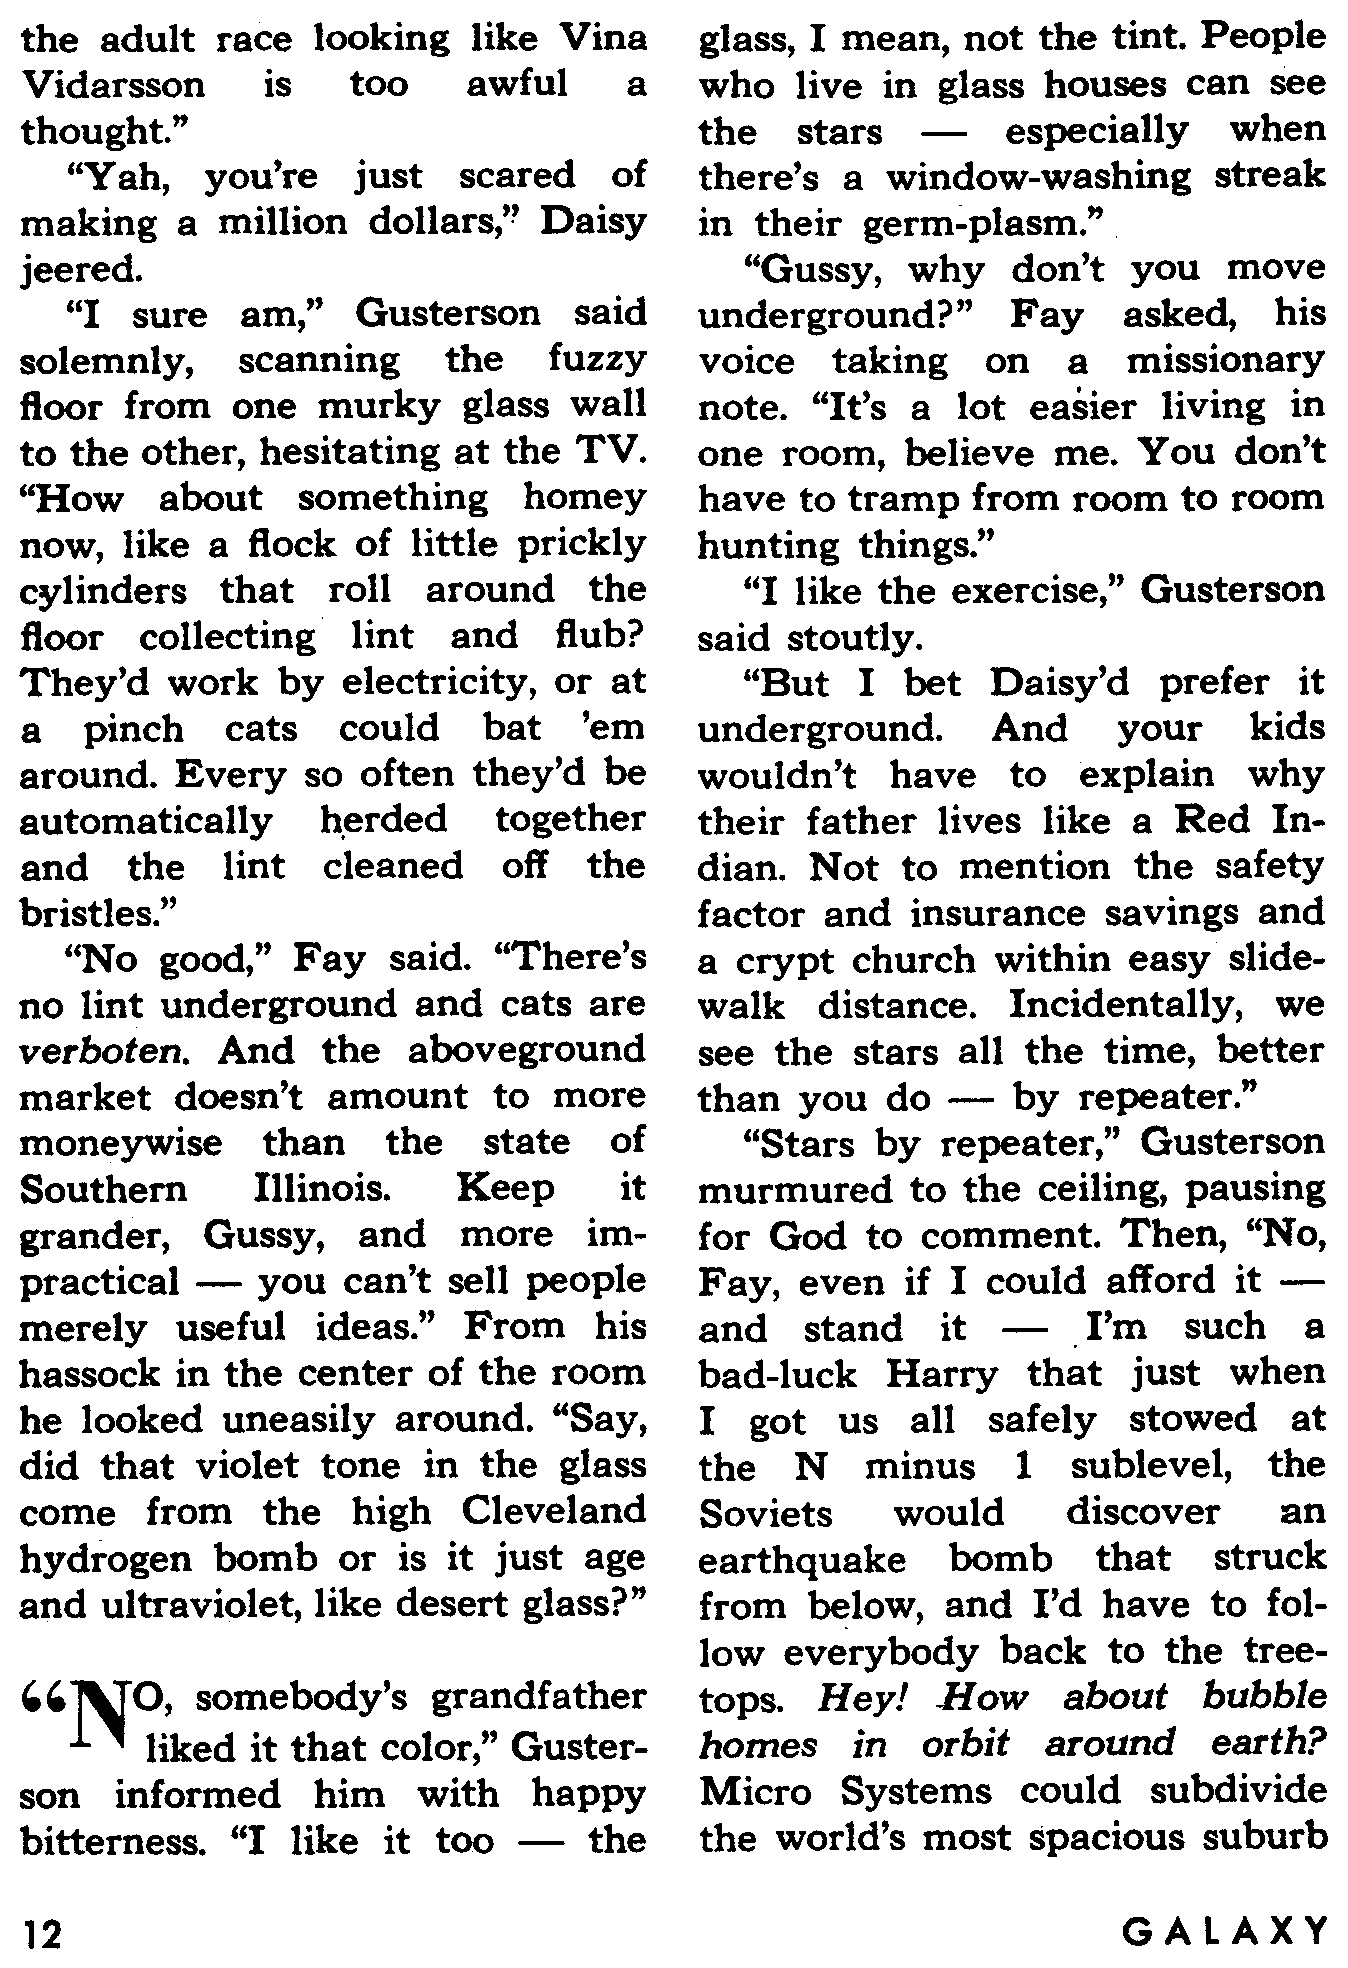 the adult race looking like Vina
Vidarsson is too awful a
thought.”
“Yah, you’re just scared of
making a million dollars,” Daisy
jeered.
“I sure am,” Gusterson said
solemnly, scanning the fuzzy
floor from one murky glass wall
to the other, hesitating at the TV.
“How about something homey
now, like a flock of little prickly
cylinders that roll around the
floor collecting lint and flub?
They’d work by electricity, or at
a pinch cats could bat ’em
around. Every so often they’d be
automatically herded together
and the lint cleaned off the
bristles.”
“No good,” Fay said. “There’s
no lint underground and cats are
verboten. And the aboveground
market doesn’t amount to more
moneywise than the state of
Southern Illinois. Keep it
grander, Gussy, and more im-
practical — you can’t sell people
merely useful ideas.” From his
hassock in the center of the room
he looked uneasily around. “Say,
did that violet tone in the glass
come from the high Cleveland
hydrogen bomb or is it just age
and ultraviolet, like desert glass?”
“NO, somebody’s grandfather
liked it that color,” Guster-
son informed him with happy
bitterness. “I like it too — the
glass, I mean, not the tint. People
who live in glass houses can see
the stars — especially when
there’s a window-washing streak
in their germ-plasm.”
“Gussy, why don’t you move
underground?” Fay asked, his
voice taking on a missionary
note. “It’s a lot easier living in
one room, believe me. You don’t
have to tramp from room to room
hunting things.”
“I like the exercise,” Gusterson
said stoutly.
“But I bet Daisy’d prefer it
underground. And your kids
wouldn’t have to explain why
their father lives like a Red In-
dian. Not to mention the safety
factor and insurance savings and
a crypt church within easy slide-
walk distance. Incidentally, we
see the stars all the time, better
than you do — by repeater.”
“Stars by repeater,” Gusterson
murmured to the ceiling, pausing
for God to comment. Then, “No,
Fay, even if I could afford it —
and stand it — I’m such a
bad-luck Harry that just when
I got us all safely stowed at
the N minus 1 sublevel, the
Soviets would discover an
earthquake bomb that struck
from below, and I’d have to fol-
low everybody back to the tree-
tops. Hey! How about bubble
homes in orbit around earth?
Micro Systems could subdivide
the world’s most spacious suburb
12
GALAXY